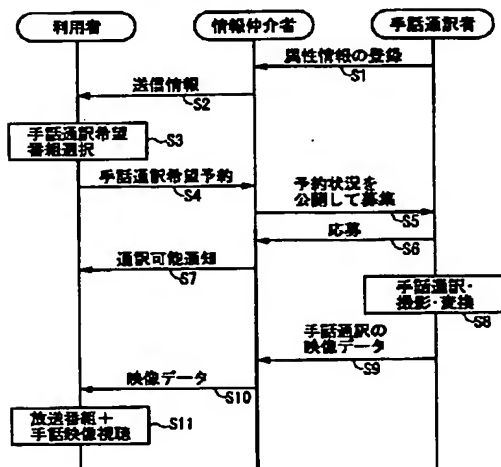 利用者
情報仲介者
手話通訳者
属性情報の登録
S1
送信情報
S2
手話通訳希望
番組選択
S3
手話通訳希望予約
S4
予約状況を
公開して募集
S5
応募
S6
通訳可能通知
S7
手話通訳・
撮影・変換
S8
手話通訳の
映像データ
S9
映像データ
S10
放送番組+
手話映像視聴
S11